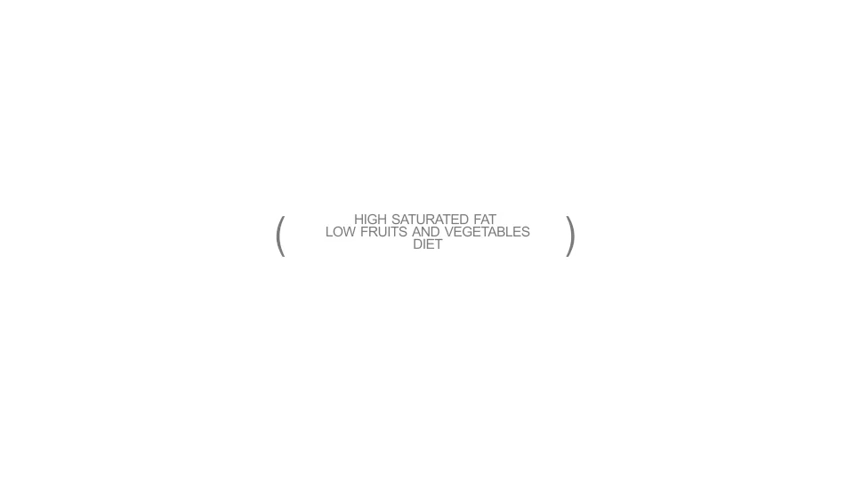 ( HIGH SATURATED FAT
LOW FRUITS AND VEGETABLES
DIET )